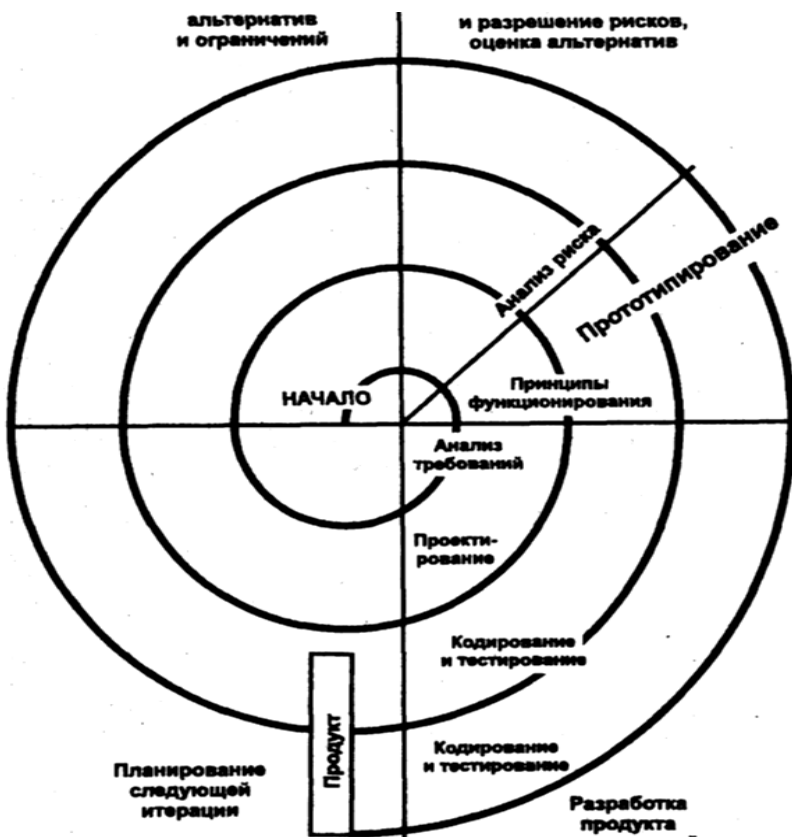 альтернатив
и ограничений
и разрешение рисков,
оценка альтернатив
Анализ риска
Прототипирование
НАЧАЛО
Принципы
функционирования
Анализ
требований
Проекти-
рование
Кодирование
и тестирование
Продукт
Кодирование
и тестирование
Планирование
следующей
итерации
Разработка
продукта